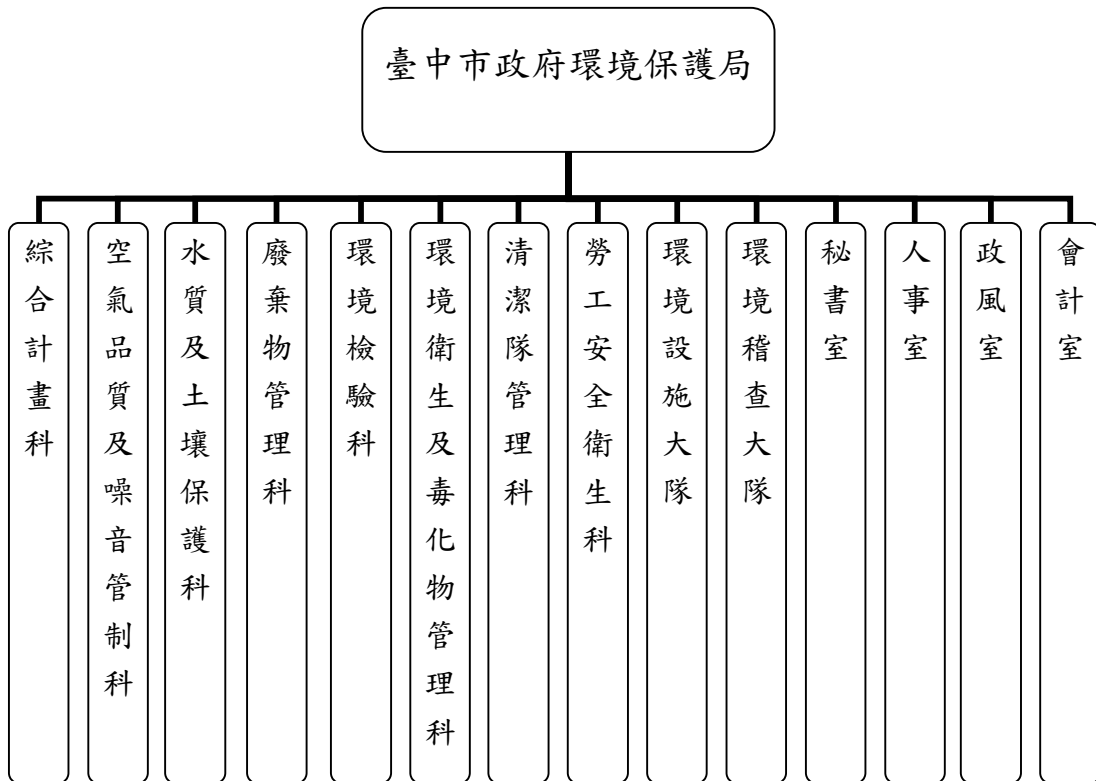 臺中市政府環境保護局
綜合計畫科
空氣品質及噪音管制科
水質及土壤保護科
廢棄物管理科
環境檢驗科
環境衛生及毒化物管理科
清潔隊管理科
勞工安全衛生科
環境設施大隊
環境稽查大隊
秘書室
人事室
政風室
會計室